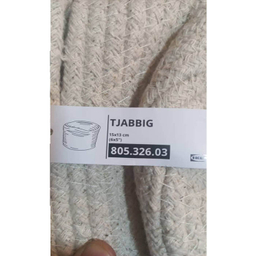 TJABBIG
15x13 cm
(6x5")
805.326.03
IKEA